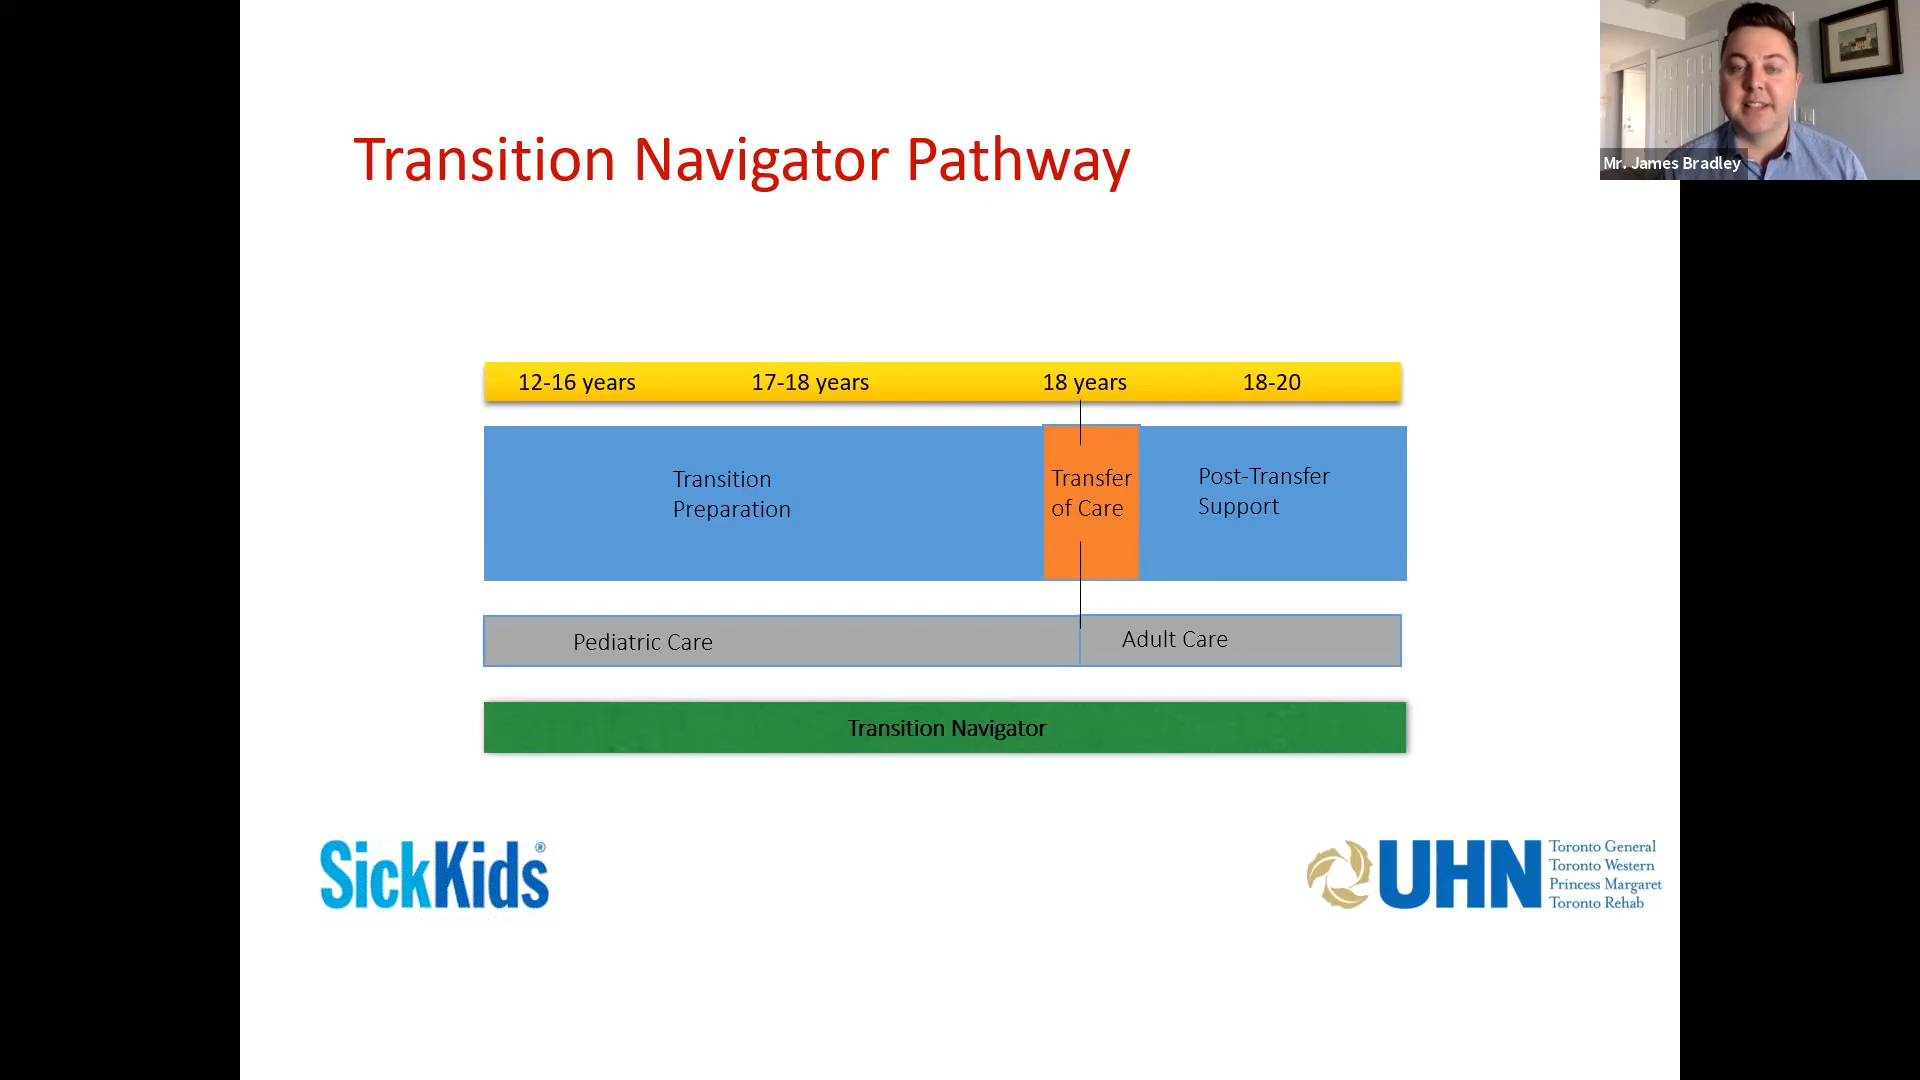 Mr. James Bradley
Transition Navigator Pathway
12-16 years 17-18 years 18 years 18-20
Transition
Preparation
Transfer
of Care
Post-Transfer
Support
Pediatric Care
Adult Care
Transition Navigator
SickKids®
UHN
Toronto General
Toronto Western
Princess Margaret
Toronto Rehab